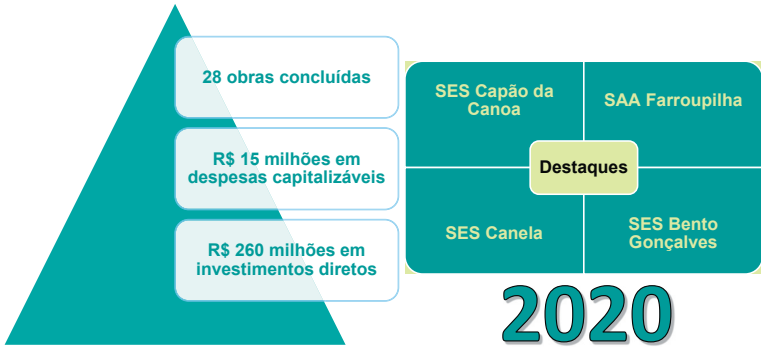 28 obras concluídas
R$ 15 milhões em
despesas capitalizáveis
R$ 260 milhões em
investimentos diretos
SES Capão da
Canoa
SAA Farroupilha
Destaques
SES Canela
SES Bento
Gonçalves
2020